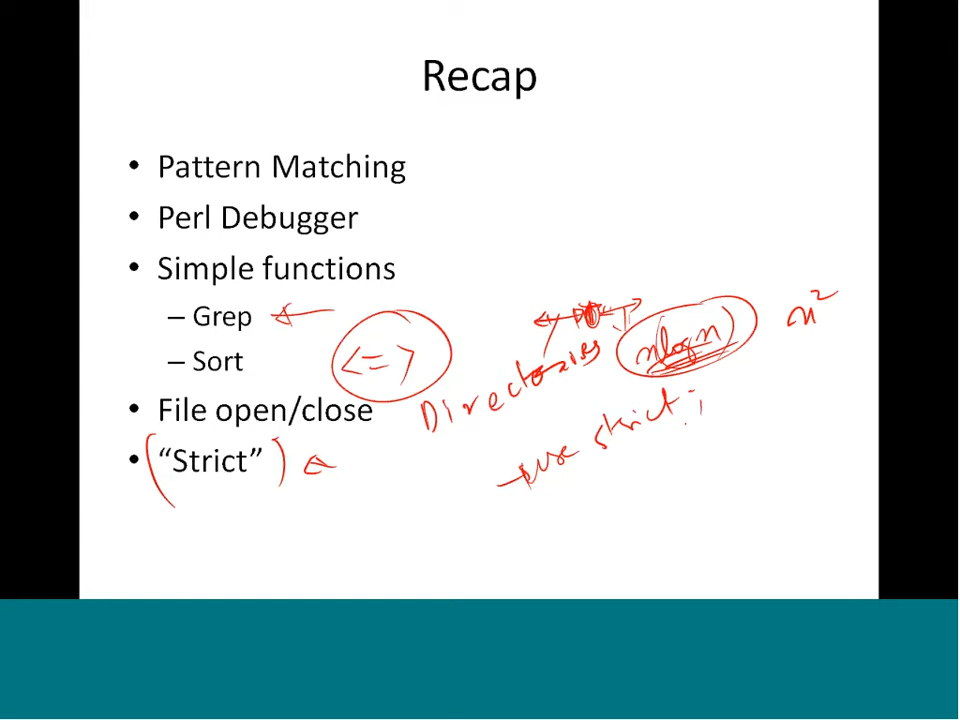 Recap
• Pattern Matching
• Perl Debugger
• Simple functions
– Grep
– Sort
<=>
Directories
nlogn
n²
• File open/close
• “Strict”
use strict;